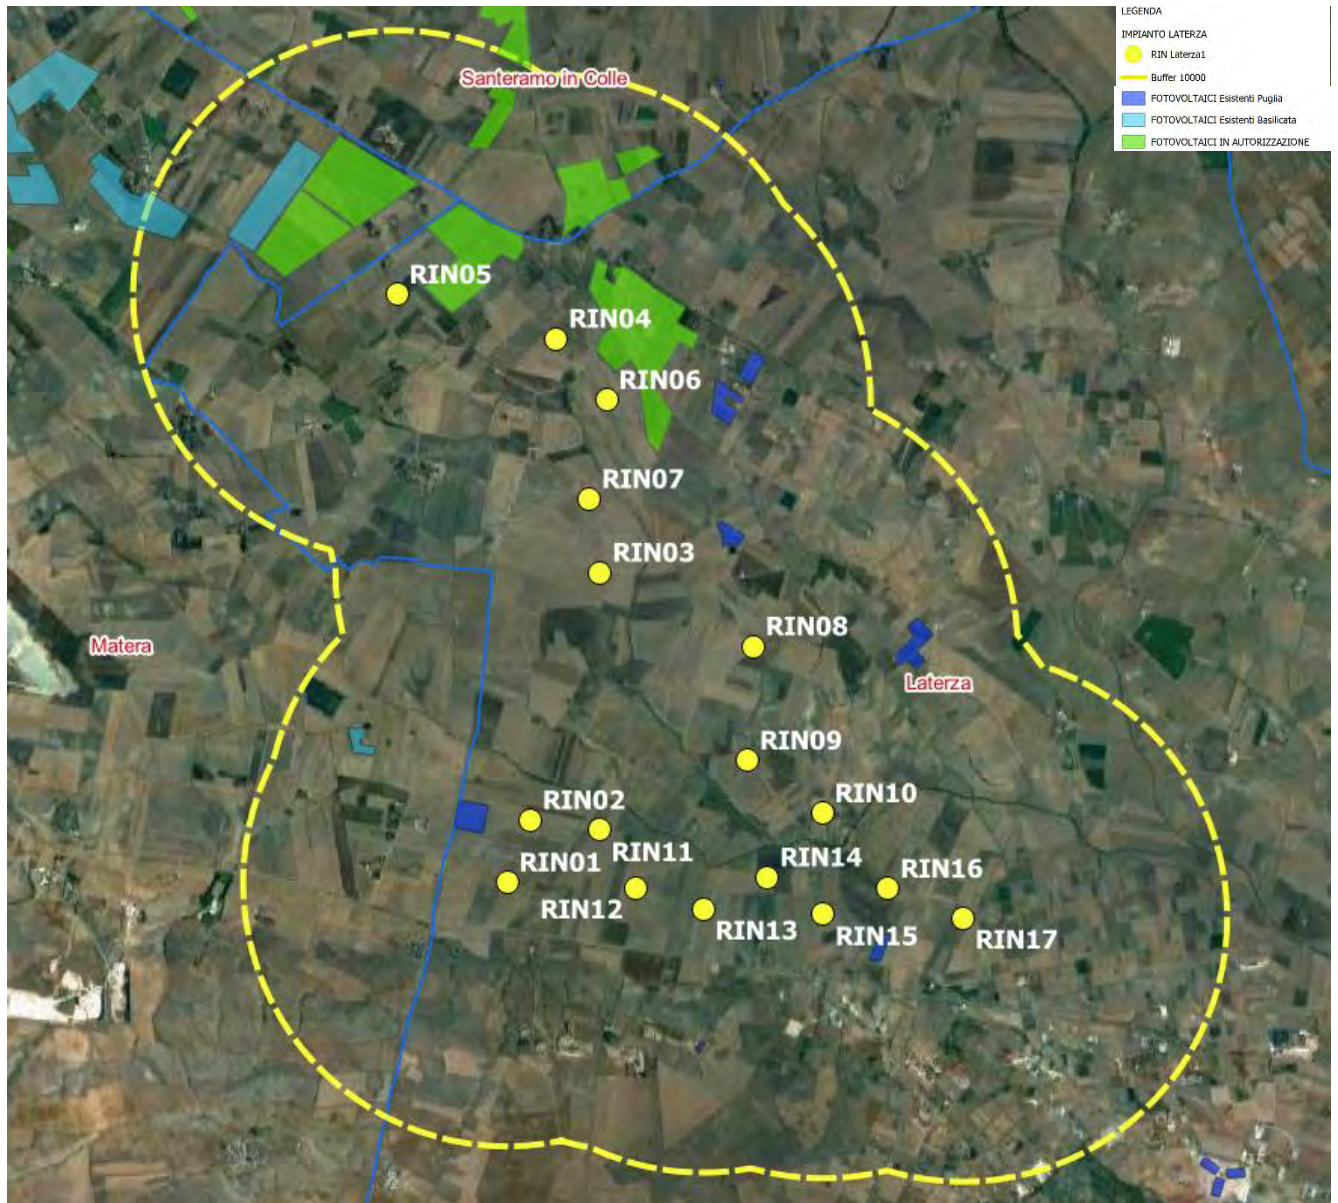 LEGENDA
IMPIANTO LATERZA
RIN Laterza1
Buffer 10000
FOTOVOLTAICI Esistenti Puglia
FOTOVOLTAICI Esistenti Basilicata
FOTOVOLTAICI IN AUTORIZZAZIONE
Santeramo in Colle
RIN05
RIN04
RIN06
RIN07
RIN03
RIN08
Matera
Laterza
RIN09
RIN02
RIN10
RIN11
RIN01
RIN14
RIN16
RIN12
RIN13
RIN15
RIN17